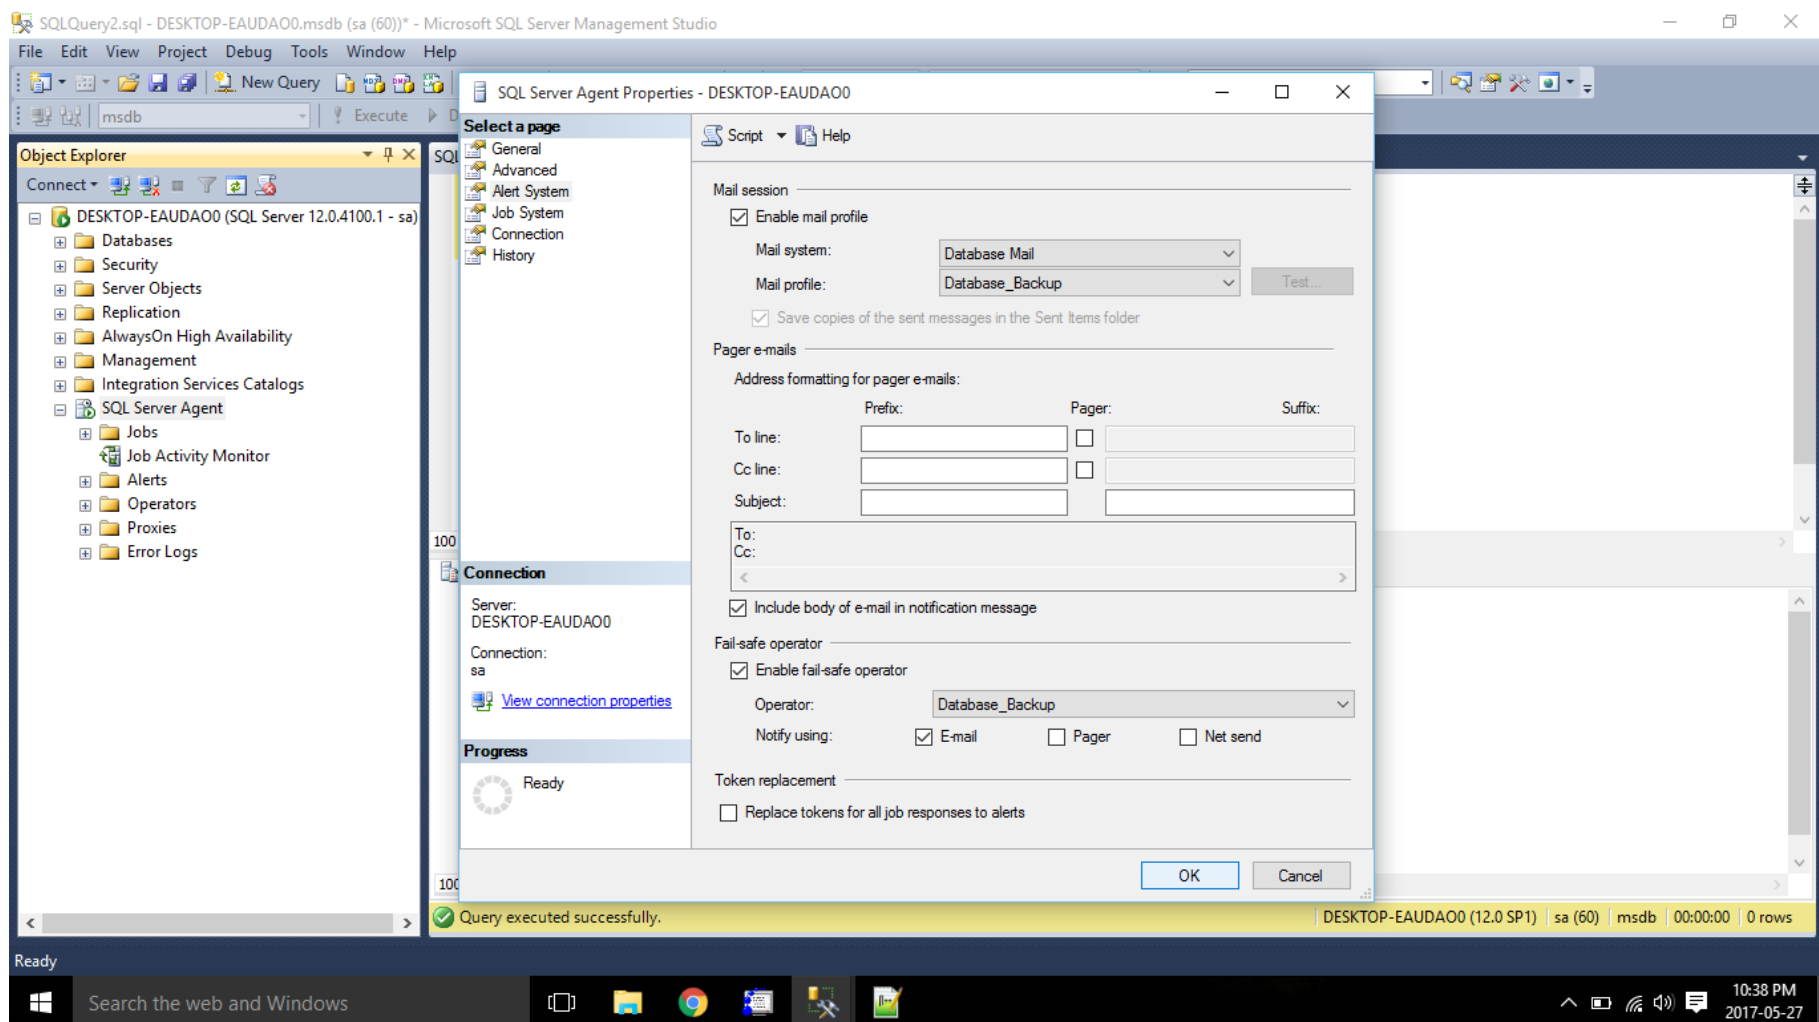 SQLQuery2.sql - DESKTOP-EAUDAO0.msdb (sa (60))* - Microsoft SQL Server Management Studio
File Edit View Project Debug Tools Window Help
New Query
msdb
Execute
D
Object Explorer
Connect
DESKTOP-EAUDAO0 (SQL Server 12.0.4100.1 - sa)
Databases
Security
Server Objects
Replication
AlwaysOn High Availability
Management
Integration Services Catalogs
SQL Server Agent
Jobs
Job Activity Monitor
Alerts
Operators
Proxies
Error Logs
SQL
100
100
SQL Server Agent Properties - DESKTOP-EAUDAO0
Select a page
General
Advanced
Alert System
Job System
Connection
History
Connection
Server:
DESKTOP-EAUDAO0
Connection:
sa
View connection properties
Progress
Ready
Script Help
Mail session
Enable mail profile
Mail system: Database Mail
Mail profile: Database_Backup Test...
Save copies of the sent messages in the Sent Items folder
Pager e-mails
Address formatting for pager e-mails:
Prefix: Pager: Suffix:
To line:
Cc line:
Subject:
To:
Cc:
Include body of e-mail in notification message
Fail-safe operator
Enable fail-safe operator
Operator: Database_Backup
Notify using: E-mail Pager Net send
Token replacement
Replace tokens for all job responses to alerts
OK Cancel
Query executed successfully. DESKTOP-EAUDAO0 (12.0 SP1) sa (60) msdb 00:00:00 0 rows
Ready
Search the web and Windows
10:38 PM
2017-05-27